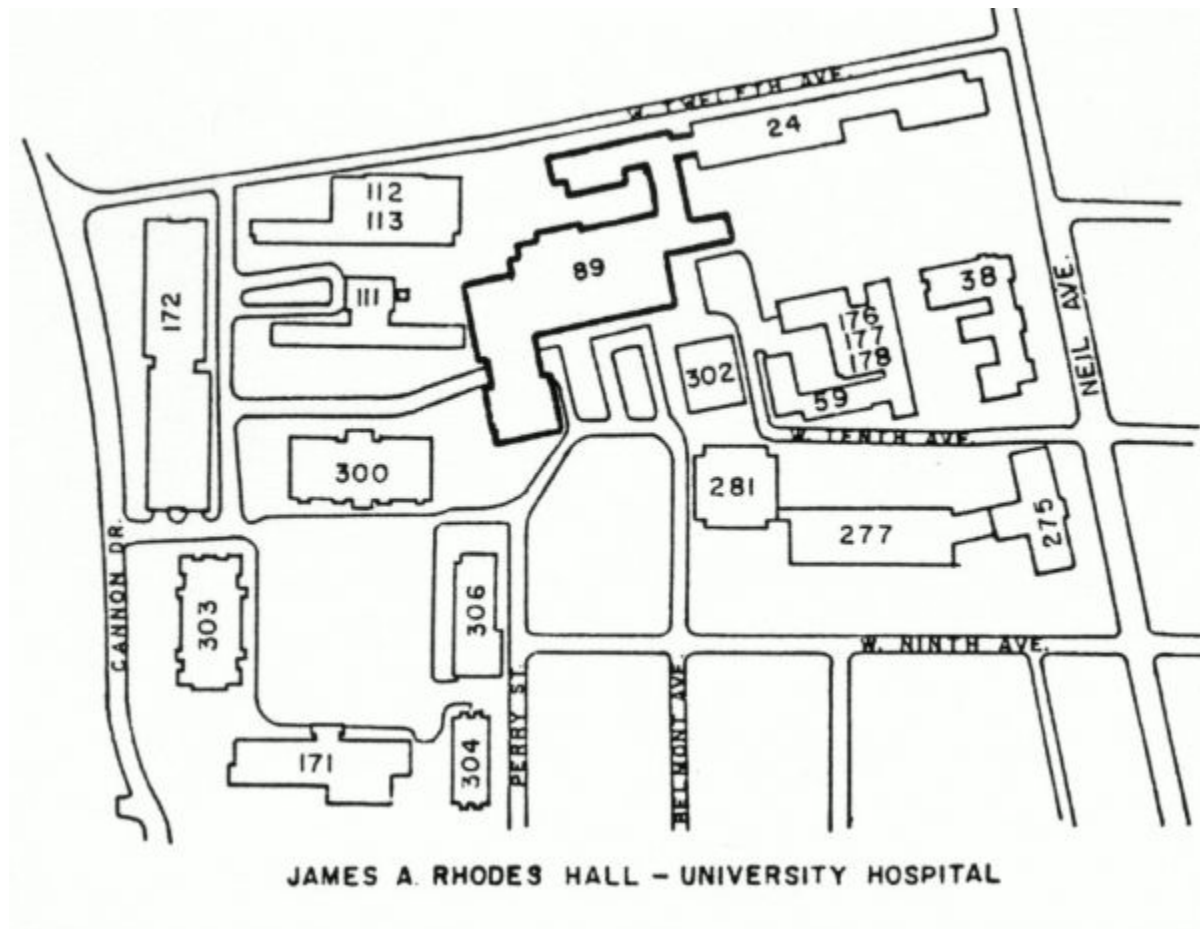 W. TWELFTH AVE.
24
112
113
89
38
111
172
176
177
178
302
59
NEIL AVE.
W. TENTH AVE.
300
281
275
277
CANNON DR.
303
306
W. NINTH AVE.
PERRY ST.
BELMONT AVE.
171
304
JAMES A. RHODES HALL – UNIVERSITY HOSPITAL